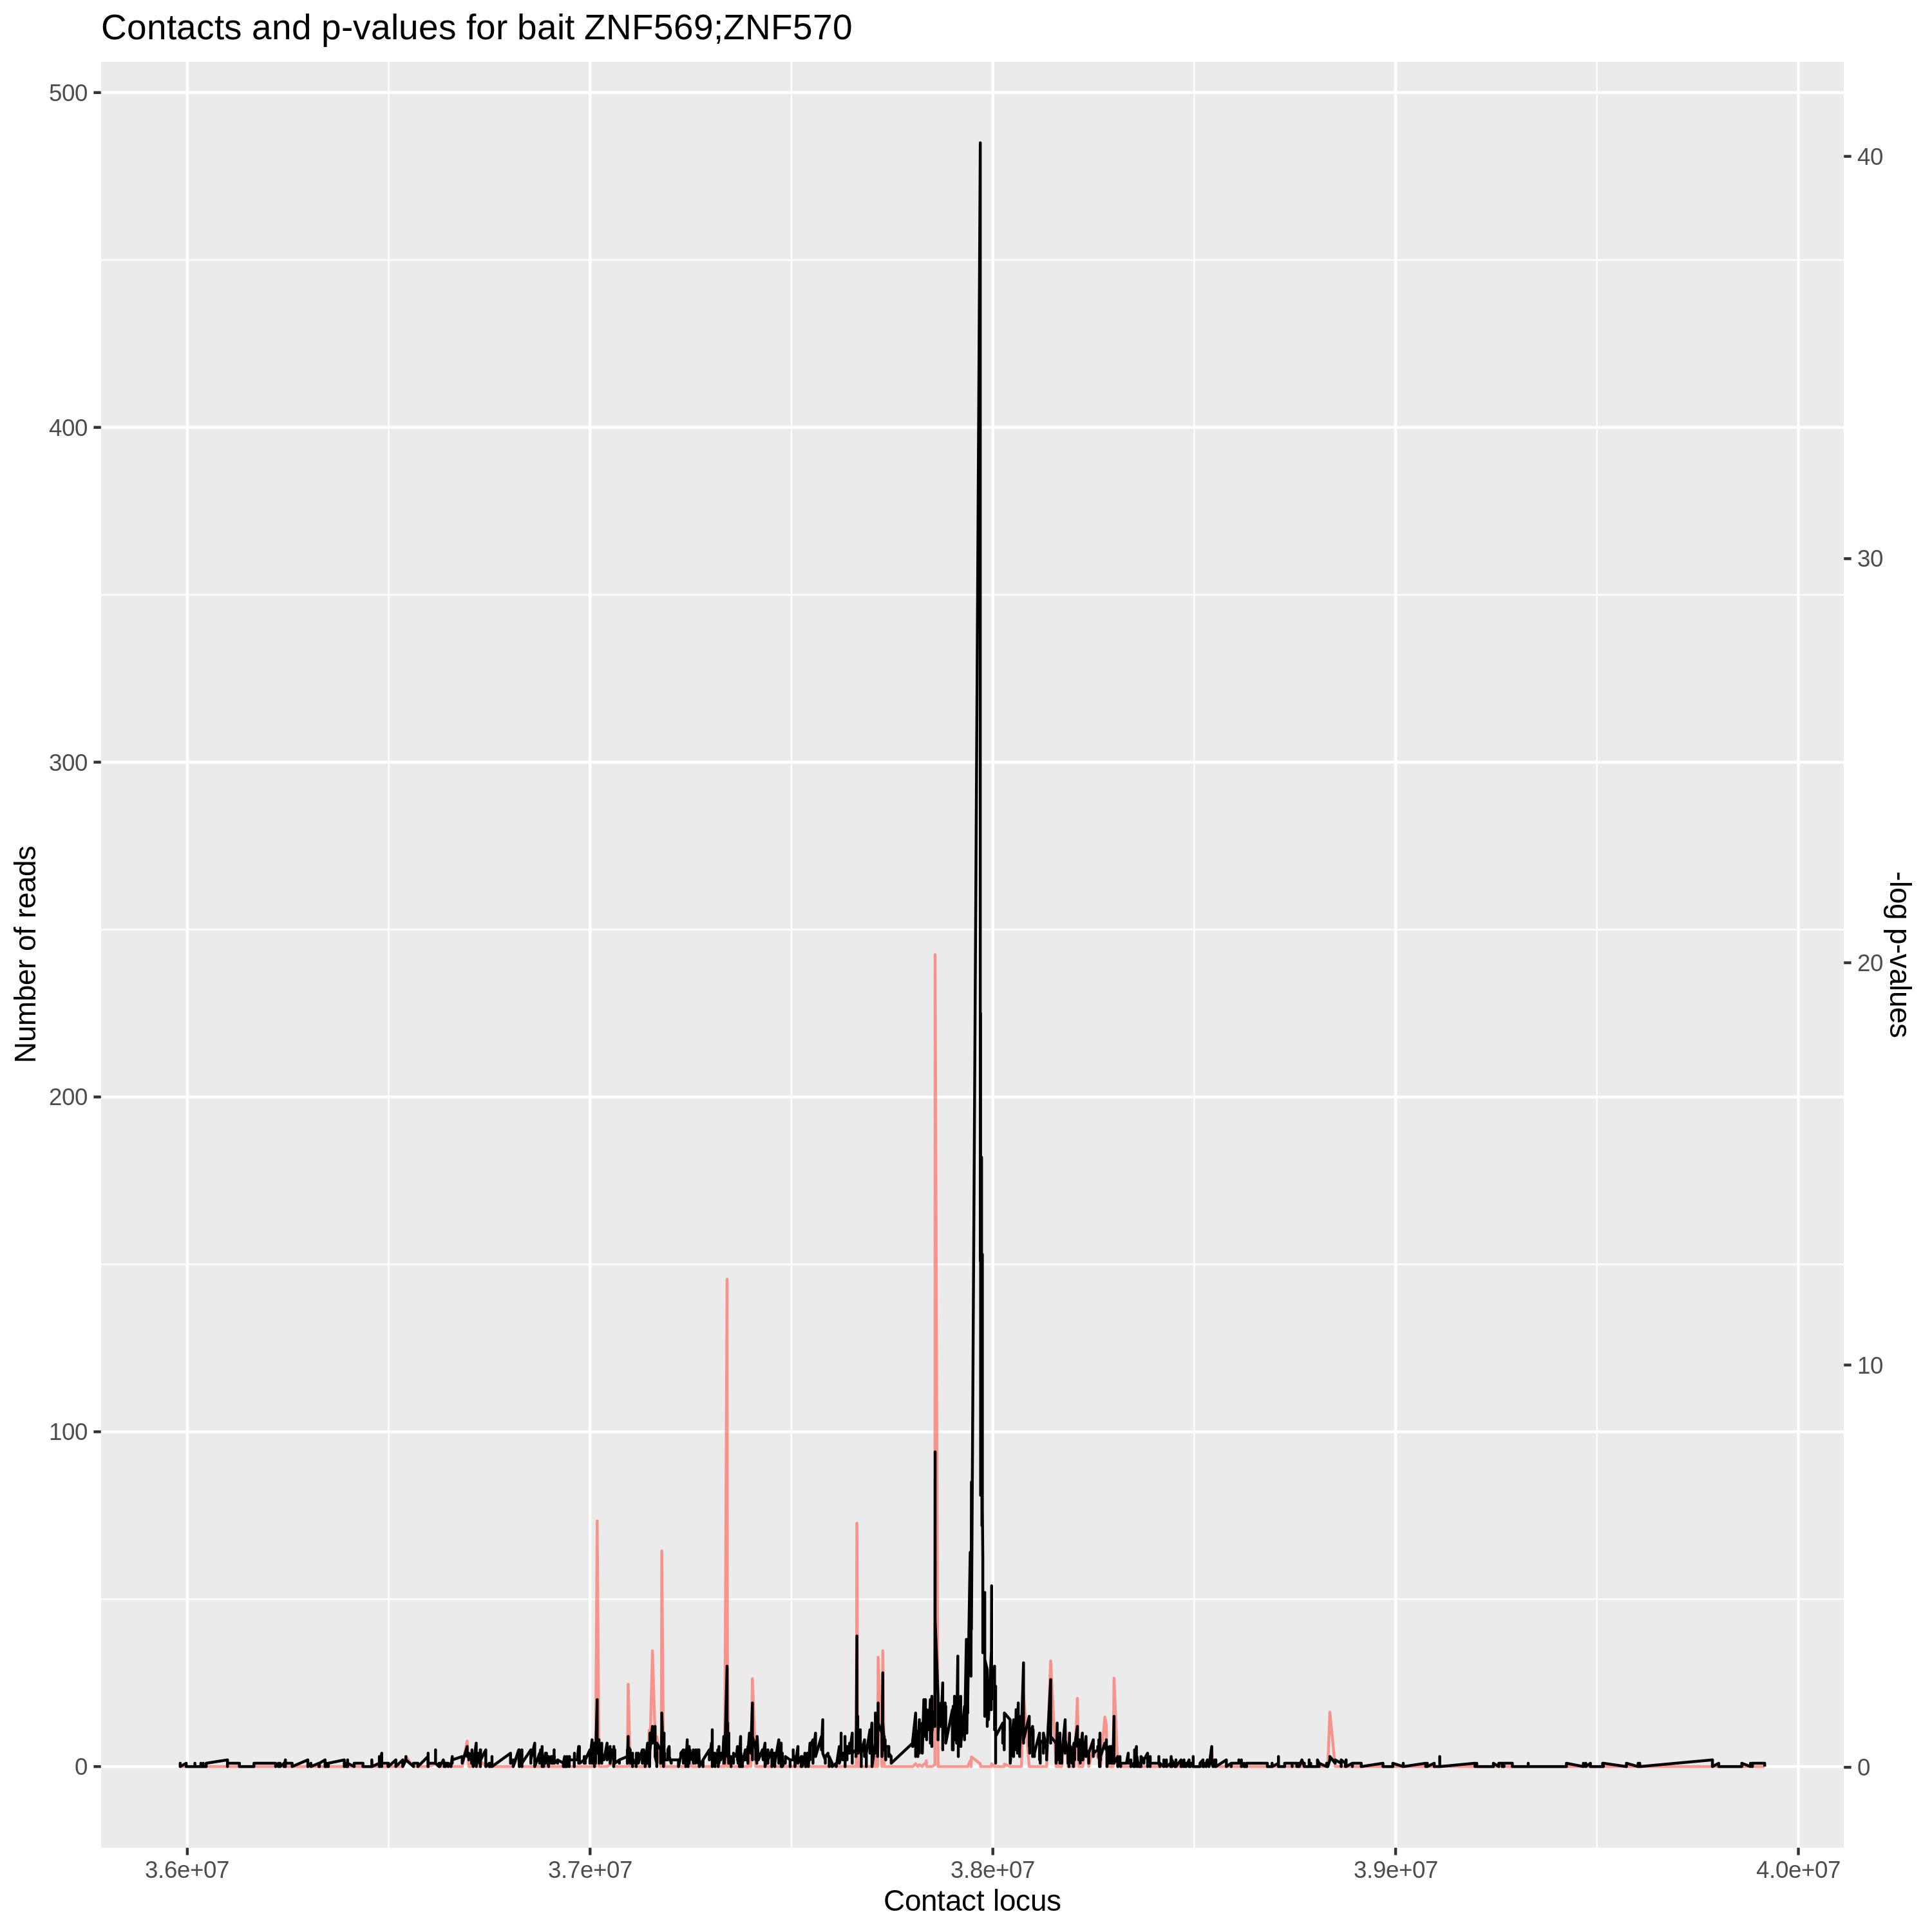 Contacts and p-values for bait ZNF569;ZNF570
500
400
300
200
100
0
Number of reads
40
30
20
10
0
-log p-values
3.6e+07
3.7e+07
3.8e+07
3.9e+07
4.0e+07
Contact locus